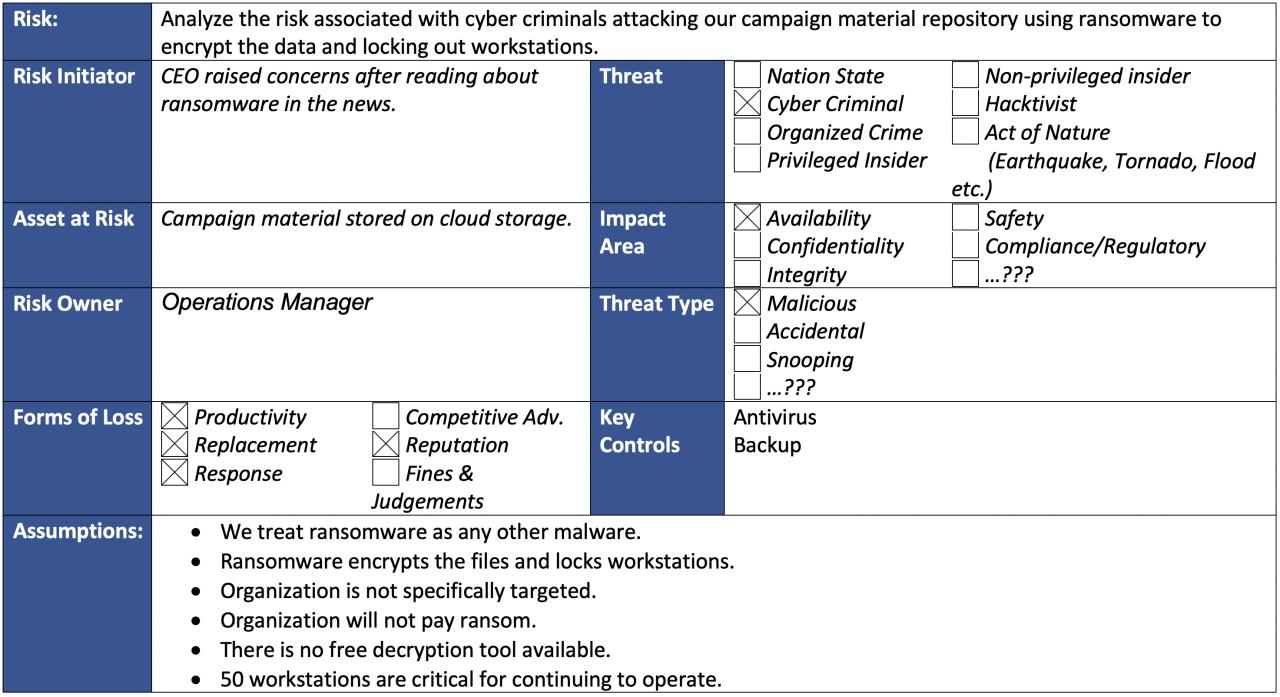 Risk:
Analyze the risk associated with cyber criminals attacking our campaign material repository using ransomware to
encrypt the data and locking out workstations.
Risk Initiator
CEO raised concerns after reading about
ransomware in the news.
Threat
Nation State
Cyber Criminal
Organized Crime
Privileged Insider
Non-privileged insider
Hacktivist
Act of Nature
(Earthquake, Tornado, Flood
etc.)
Asset at Risk
Campaign material stored on cloud storage.
Impact
Area
Availability
Confidentiality
Integrity
Safety
Compliance/Regulatory
...???
Risk Owner
Operations Manager
Threat Type
Malicious
Accidental
Snooping
...???
Forms of Loss
Productivity
Replacement
Response
Competitive Adv.
Reputation
Fines &
Judgements
Key
Controls
Antivirus
Backup
Assumptions:
• We treat ransomware as any other malware.
• Ransomware encrypts the files and locks workstations.
• Organization is not specifically targeted.
• Organization will not pay ransom.
• There is no free decryption tool available.
• 50 workstations are critical for continuing to operate.